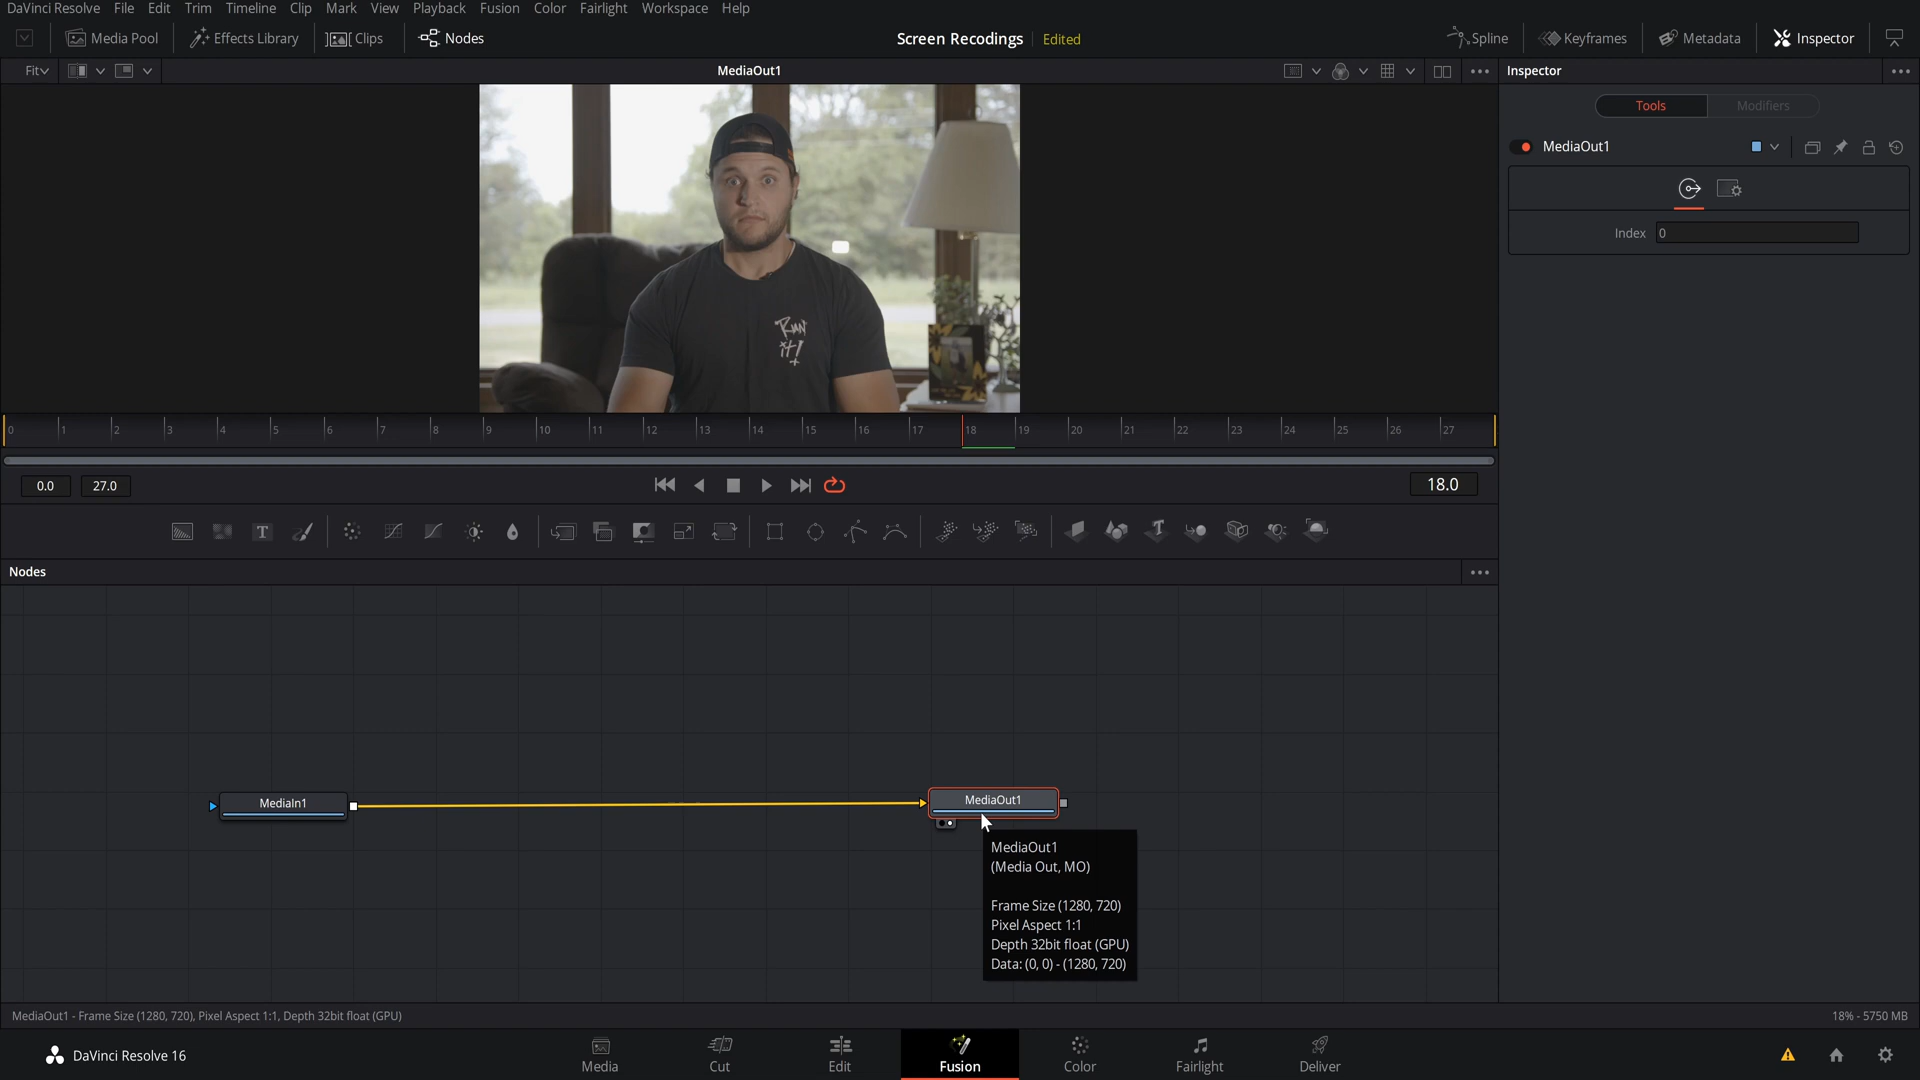 DaVinci Resolve File Edit Trim Timeline Clip Mark View Playback Fusion Color Fairlight Workspace Help
Media Pool Effects Library Clips Nodes Screen Recodings Edited Spline Keyframes Metadata Inspector
Fit MediaOut1 Inspector
Tools Modifiers
MediaOut1
Index 0
Run
it!
0 1 2 3 4 5 6 7 8 9 10 11 12 13 14 15 16 17 18 19 20 21 22 23 24 25 26 27
0.0 27.0 18.0
Nodes
MediaIn1 MediaOut1
MediaOut1
(Media Out, MO)
Frame Size (1280, 720)
Pixel Aspect 1:1
Depth 32bit float (GPU)
Data: (0, 0) - (1280, 720)
MediaOut1 - Frame Size (1280, 720), Pixel Aspect 1:1, Depth 32bit float (GPU) 18% - 5750 MB
DaVinci Resolve 16 Media Cut Edit Fusion Color Fairlight Deliver